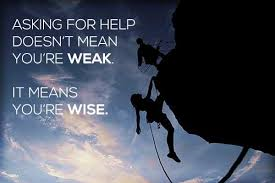 ASKING FOR HELP
DOESN'T MEAN
YOU'RE WEAK.
IT MEANS
YOU'RE WISE.